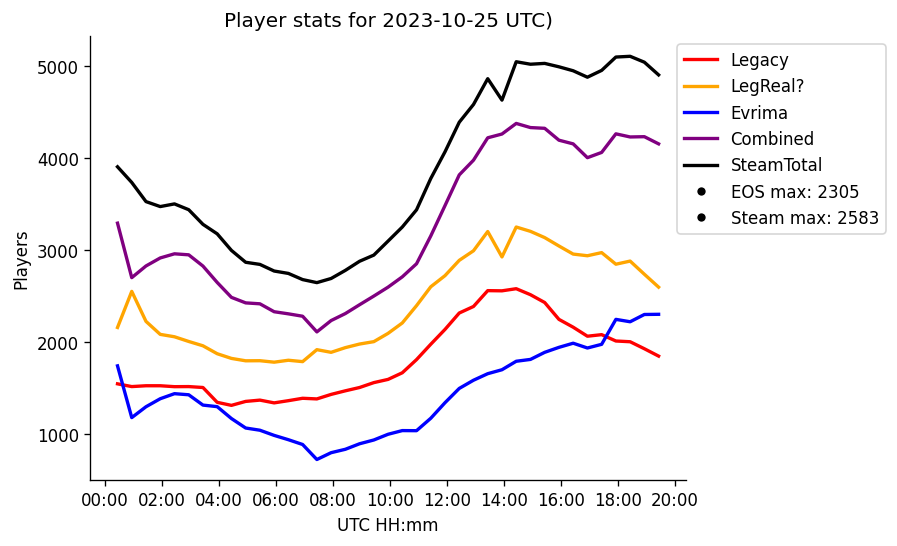 Player stats for 2023-10-25 UTC)
Legacy
LegReal?
Evrima
Combined
SteamTotal
EOS max: 2305
Steam max: 2583
5000
4000
3000
2000
1000
Players
00:00 02:00 04:00 06:00 08:00 10:00 12:00 14:00 16:00 18:00 20:00
UTC HH:mm